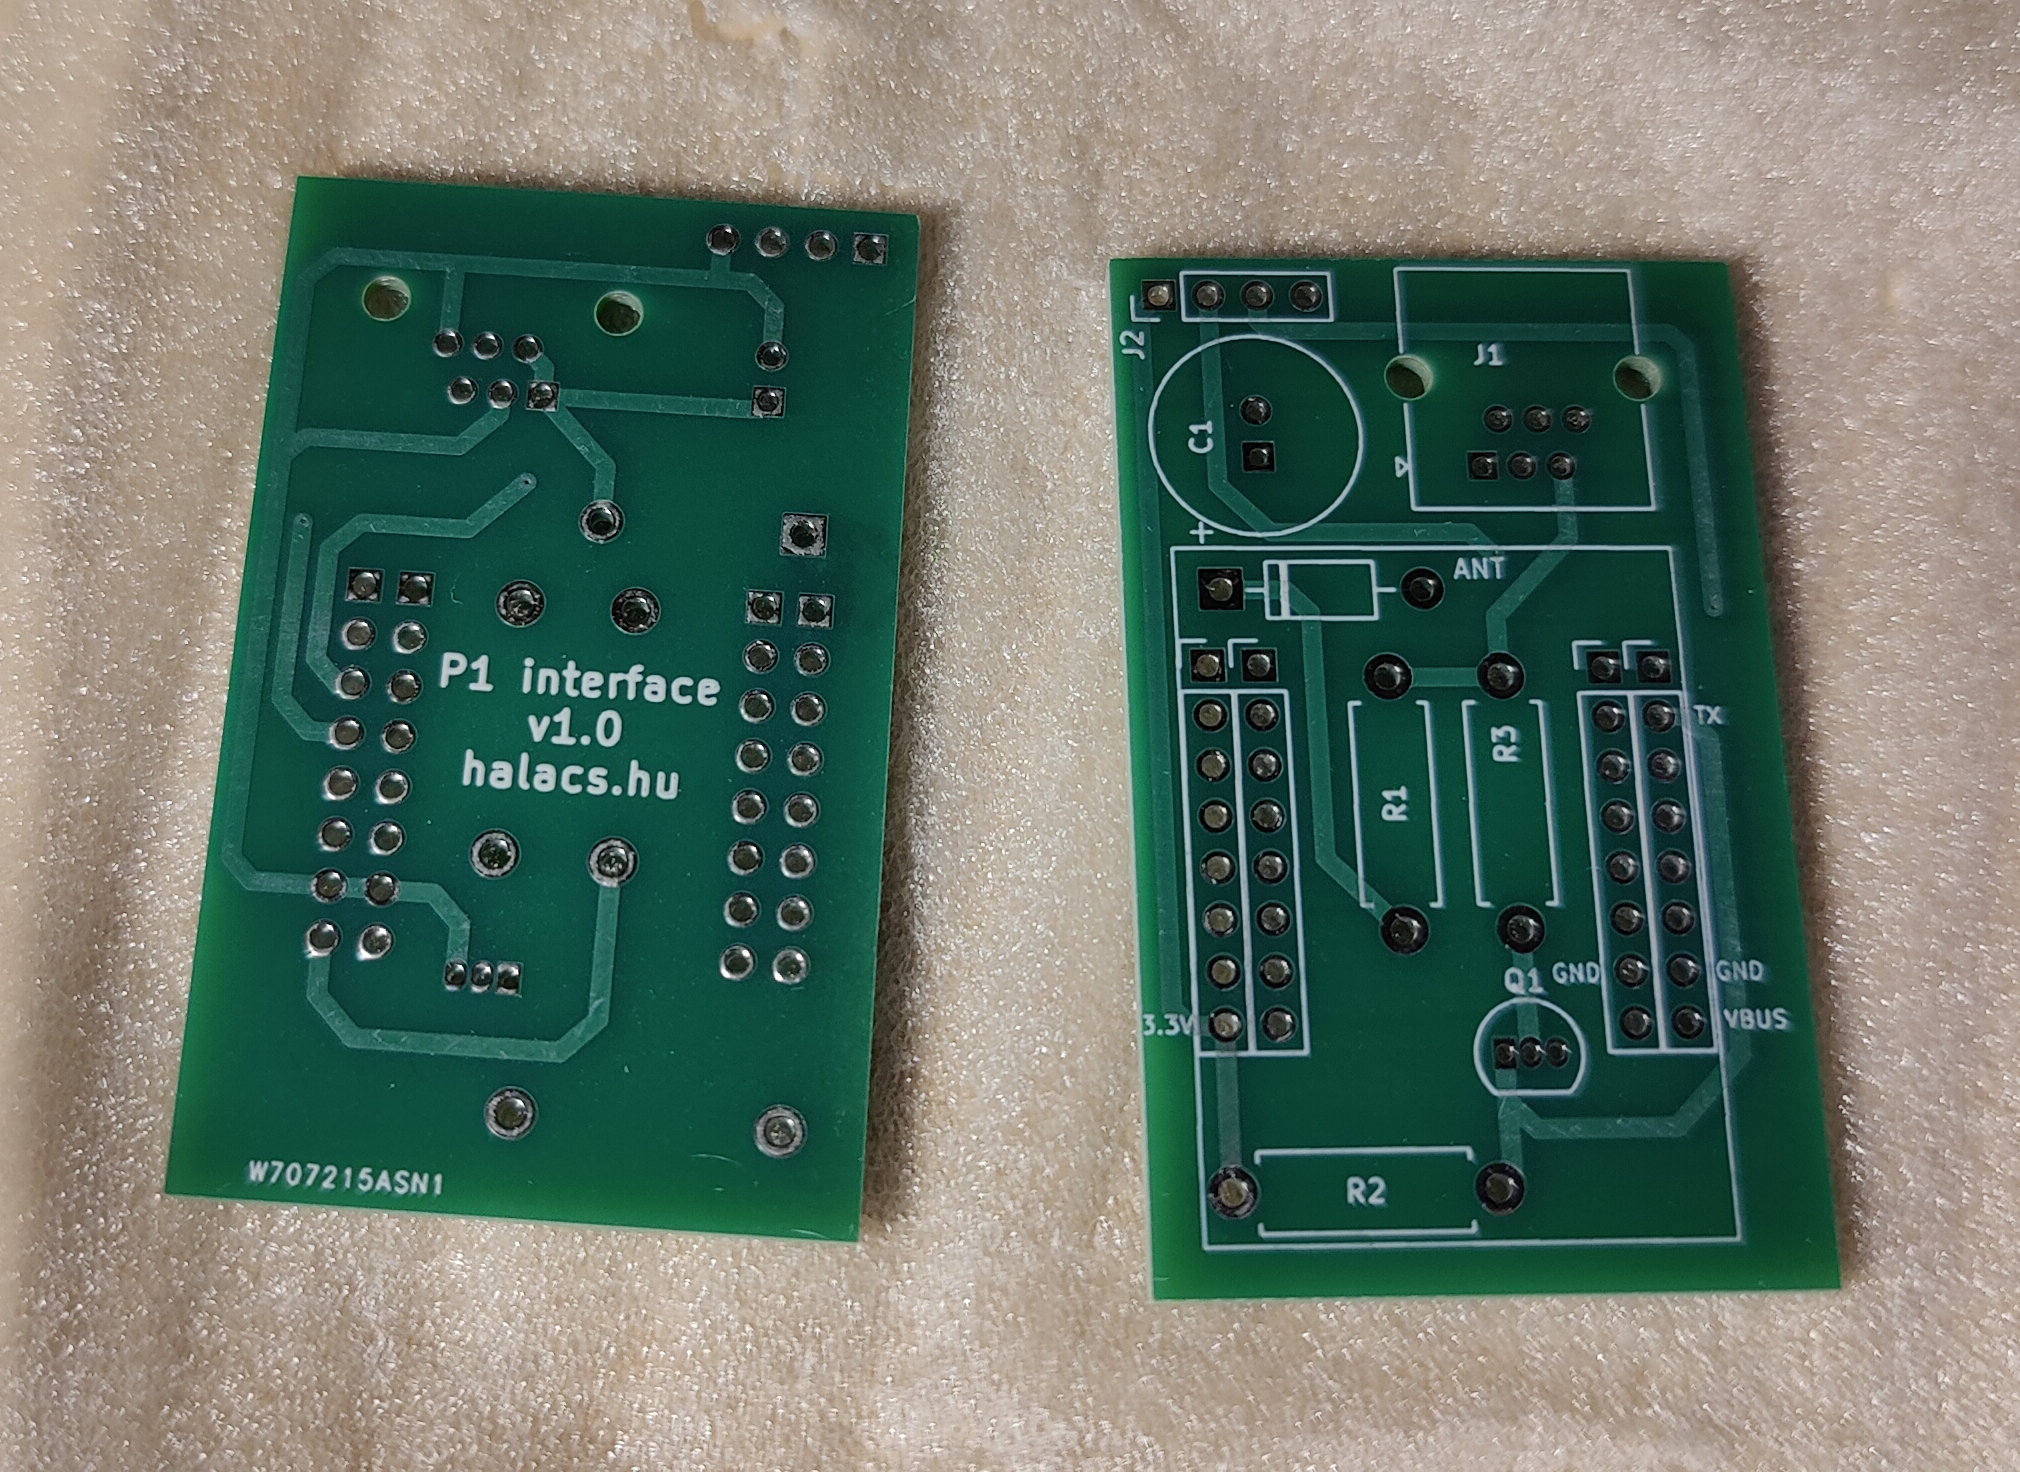 P1 interface
v1.0
halacs.hu
W707215ASN1
J2
J1
C1
+
ANT
TX
R1
R3
Q1
GND
GND
3.3V
VBUS
R2